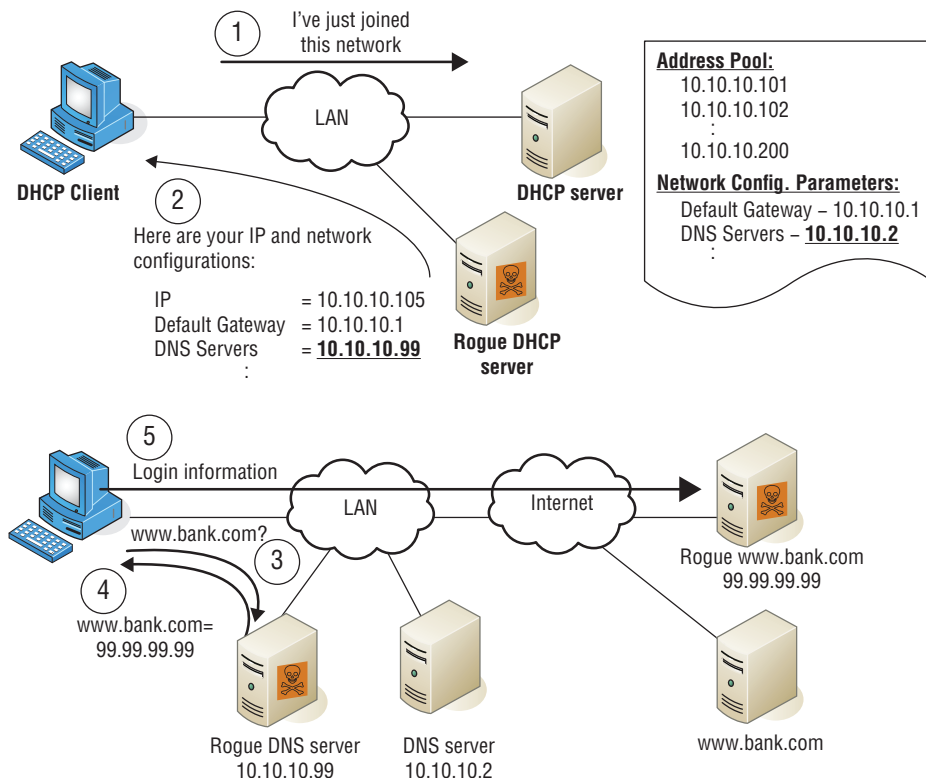 1
I've just joined
this network
LAN
DHCP Client
DHCP server
Address Pool:
10.10.10.101
10.10.10.102
:
10.10.10.200
Network Config. Parameters:
Default Gateway – 10.10.10.1
DNS Servers – 10.10.10.2
:
2
Here are your IP and network
configurations:
IP = 10.10.10.105
Default Gateway = 10.10.10.1
DNS Servers = 10.10.10.99
:
Rogue DHCP
server
5
Login information
LAN
Internet
www.bank.com?
3
4
www.bank.com=
99.99.99.99
Rogue www.bank.com
99.99.99.99
Rogue DNS server
10.10.10.99
DNS server
10.10.10.2
www.bank.com